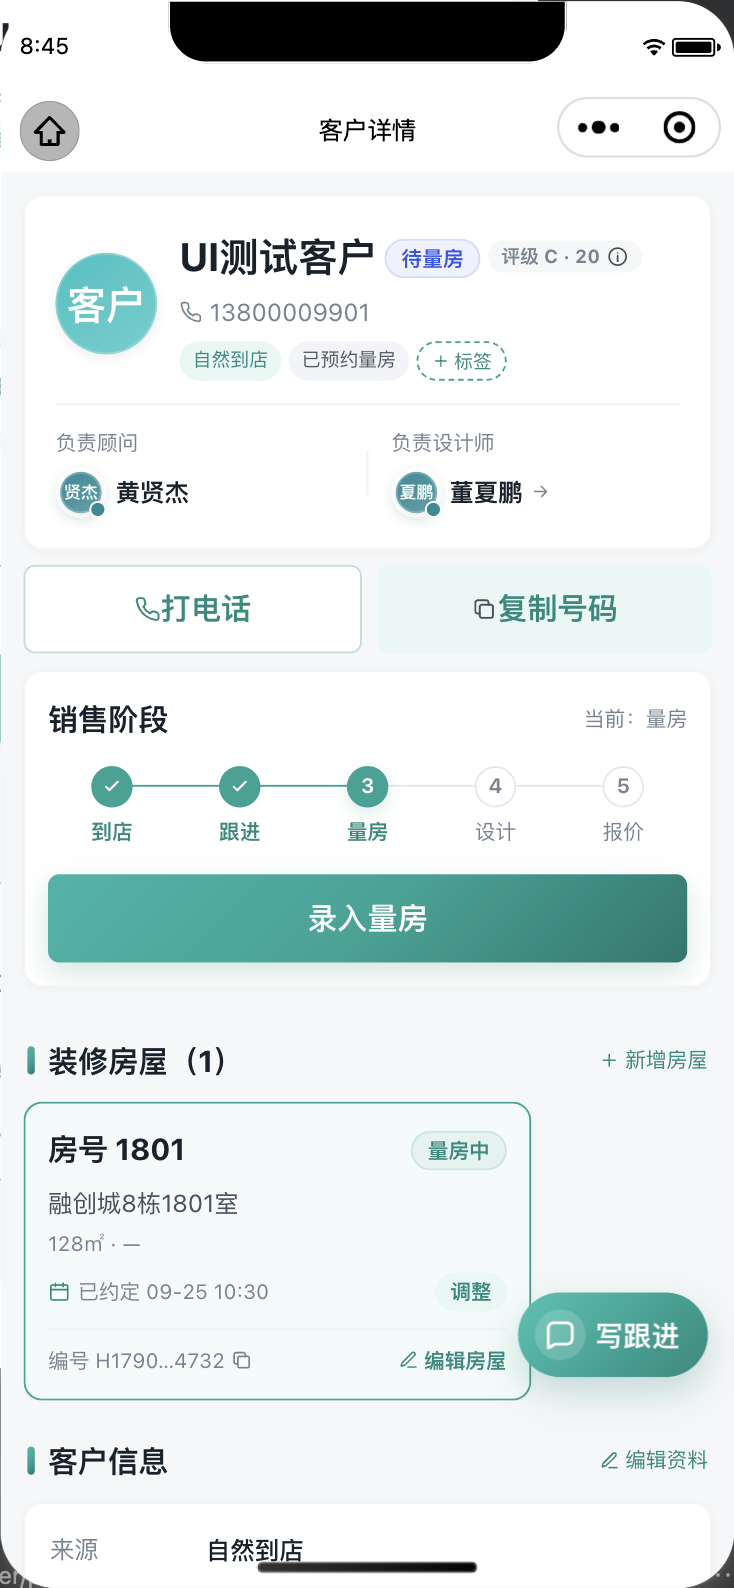 8:45
客户详情
客户
UI测试客户 待量房 评级 C · 20
13800009901
自然到店 已预约量房 + 标签
负责顾问 负责设计师
贤杰 黄贤杰 夏鹏 董夏鹏 →
打电话 复制号码
销售阶段 当前：量房
3 4 5
到店 跟进 量房 设计 报价
录入量房
装修房屋（1） + 新增房屋
房号 1801 量房中
融创城8栋1801室
128㎡ · —
已约定 09-25 10:30 调整
写跟进
编号 H1790...4732 编辑房屋
客户信息 编辑资料
来源 自然到店